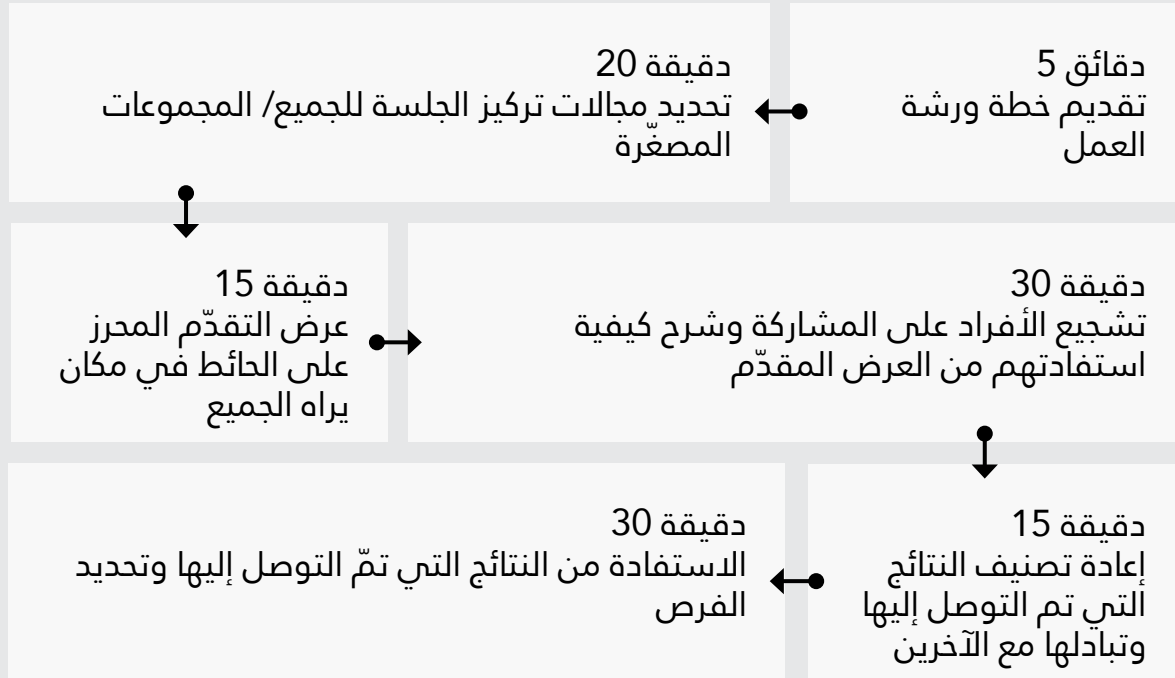 دقائق 5
تقديم خطة ورشة
العمل
دقيقة 20
تحديد مجالات تركيز الجلسة للجميع/ المجموعات
المصغّرة
دقيقة 15
عرض التقدّم المحرز
على الحائط في مكان
يراه الجميع
دقيقة 30
تشجيع الأفراد على المشاركة وشرح كيفية
استفادتهم من العرض المقدّم
دقيقة 15
إعادة تصنيف النتائج
التي تم التوصل إليها
وتبادلها مع الآخرين
دقيقة 30
الاستفادة من النتائج التي تمّ التوصل إليها وتحديد
الفرص